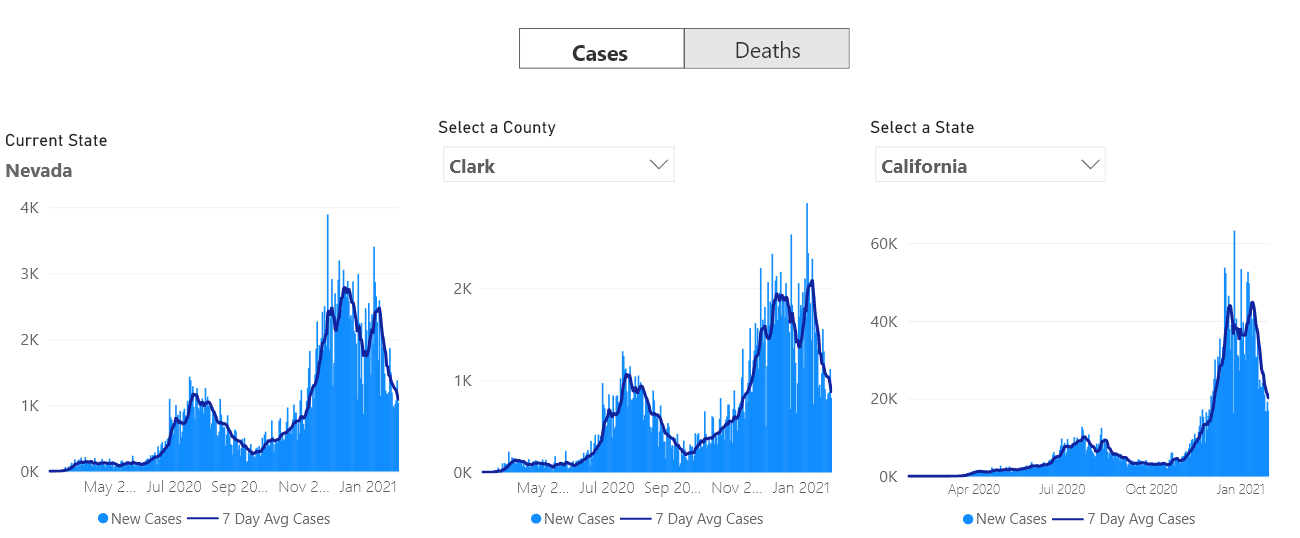 Cases Deaths
Current State
Nevada
4K
3K
2K
1K
0K
May 2... Jul 2020 Sep 20... Nov 2... Jan 2021
New Cases 7 Day Avg Cases
Select a County
Clark
2K
1K
0K
May 2... Jul 2020 Sep 20... Nov 2... Jan 2021
New Cases 7 Day Avg Cases
Select a State
California
60K
40K
20K
0K
Apr 2020 Jul 2020 Oct 2020 Jan 2021
New Cases 7 Day Avg Cases